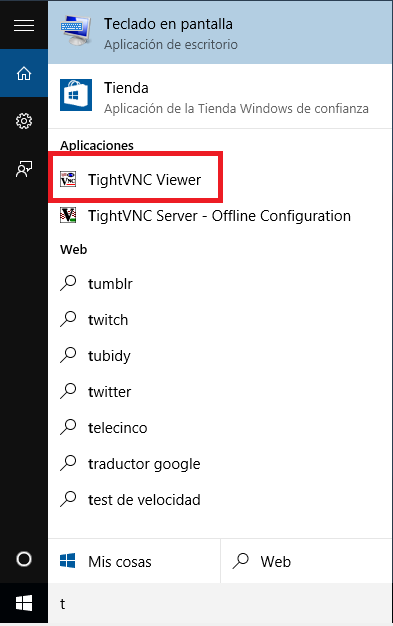 Teclado en pantalla
Aplicación de escritorio
Tienda
Aplicación de la Tienda Windows de confianza
Aplicaciones
TightVNC Viewer
TightVNC Server - Offline Configuration
Web
tumblr
twitch
tubidy
twitter
telecinco
traductor google
test de velocidad
Mis cosas
Web
t